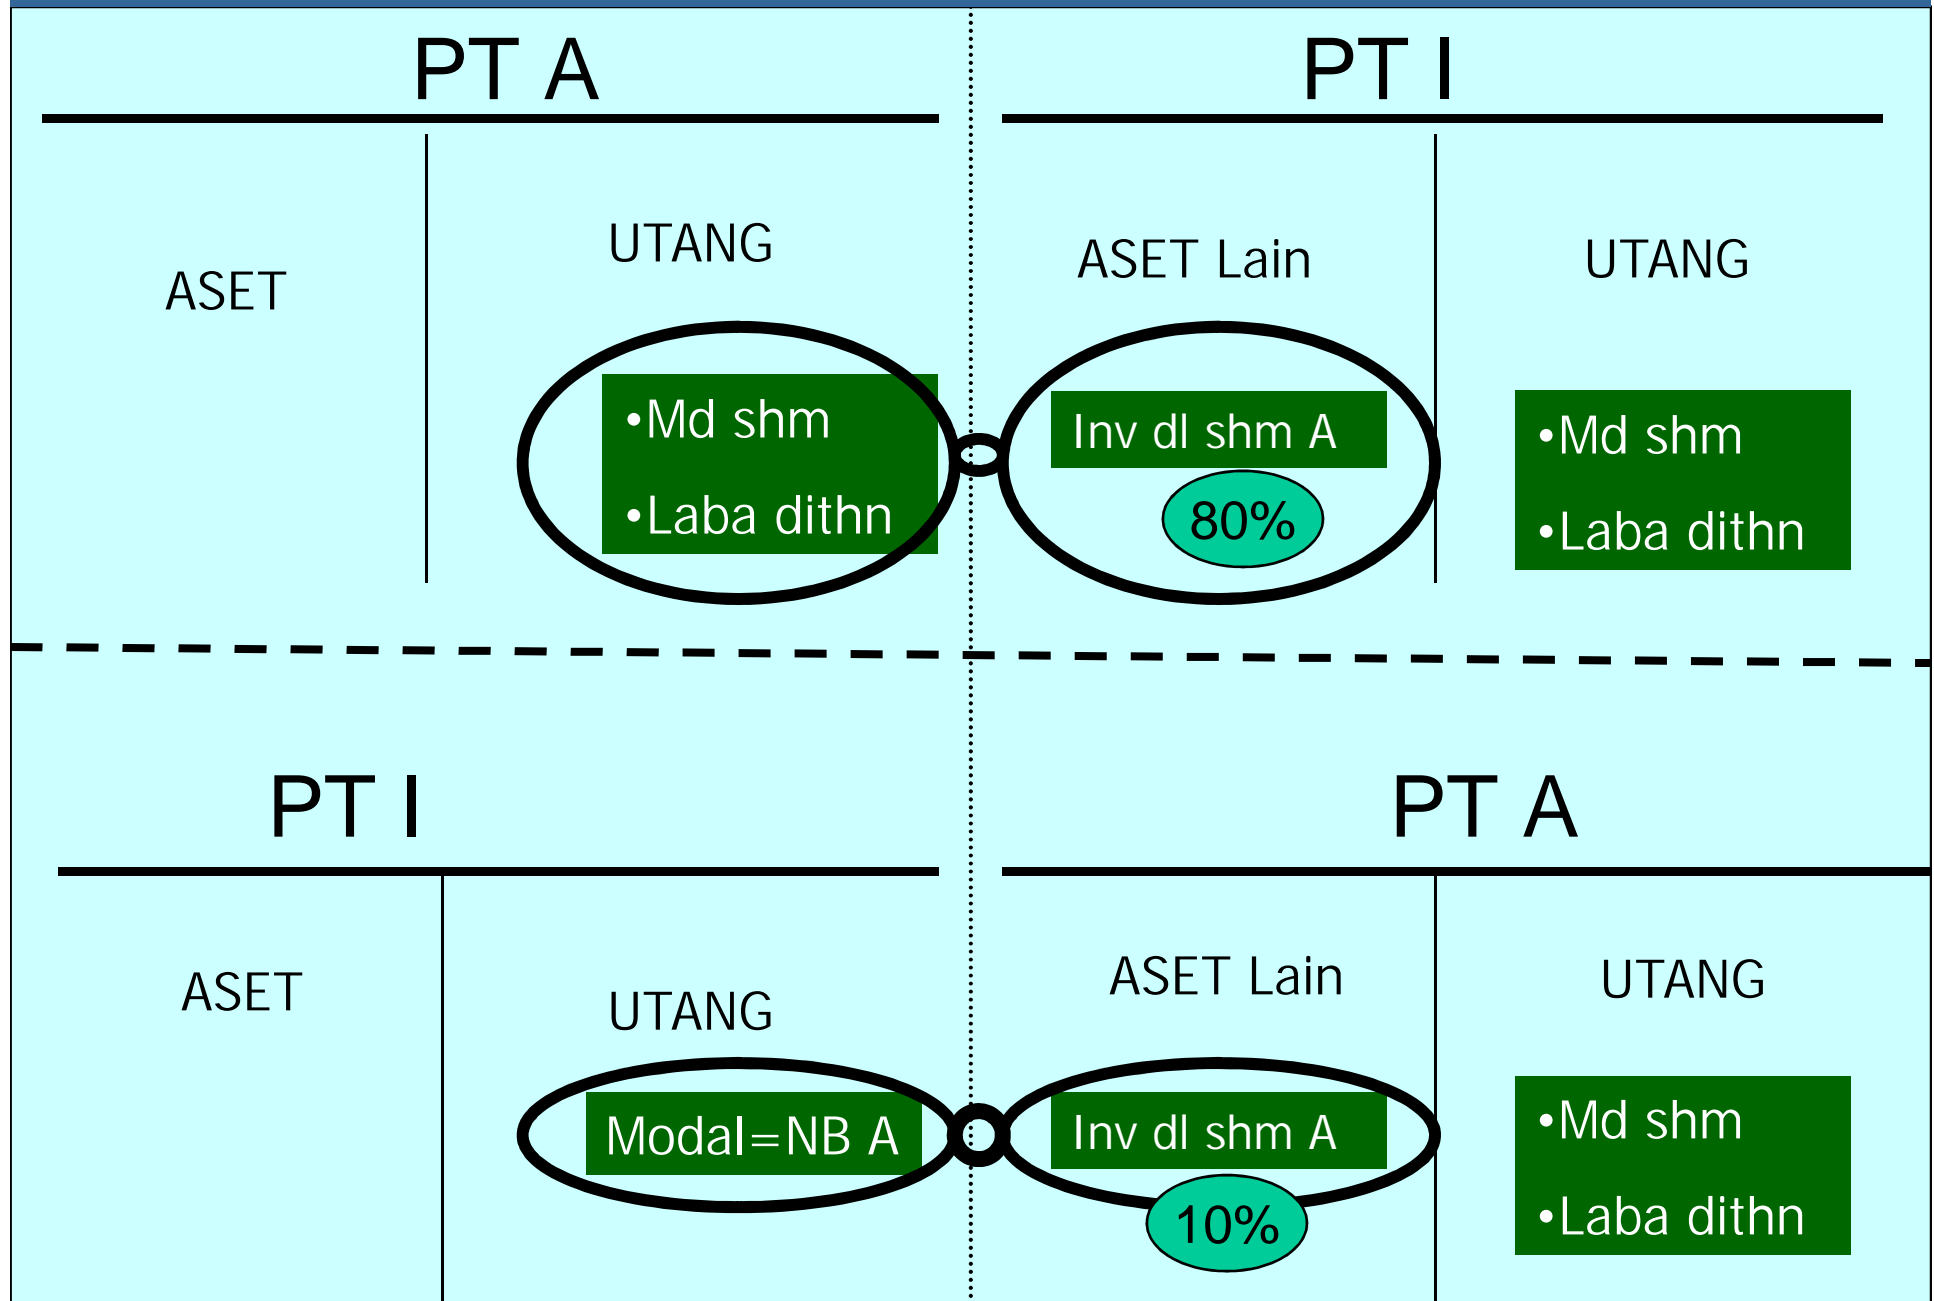 PT A
ASET
UTANG
•Md shm
•Laba dithn
PT I
ASET Lain
Inv dl shm A
80%
UTANG
•Md shm
•Laba dithn
PT I
ASET
UTANG
Modal=NB A
PT A
ASET Lain
Inv dl shm A
10%
UTANG
•Md shm
•Laba dithn